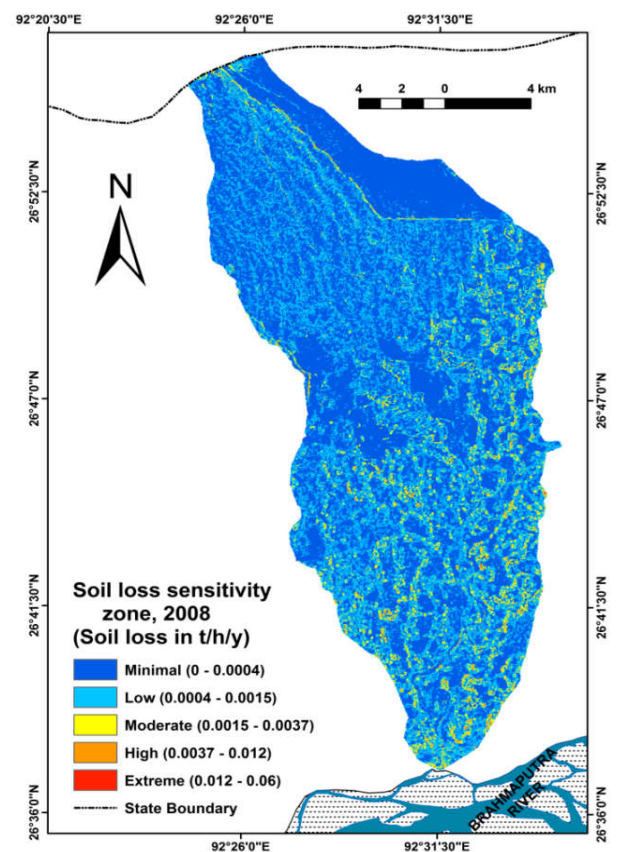 92°20'30"E 92°26'0"E 92°31'30"E
4 2 0 4 km
26°52'30"N 26°52'30"N
N
26°47'0"N 26°47'0"N
26°41'30"N 26°41'30"N
Soil loss sensitivity
zone, 2008
(Soil loss in t/h/y)
Minimal (0 - 0.0004)
Low (0.0004 - 0.0015)
Moderate (0.0015 - 0.0037)
High (0.0037 - 0.012)
Extreme (0.012 - 0.06)
State Boundary
BRAHMAPUTRA
RIVER
26°36'0"N 26°36'0"N
92°26'0"E 92°31'30"E